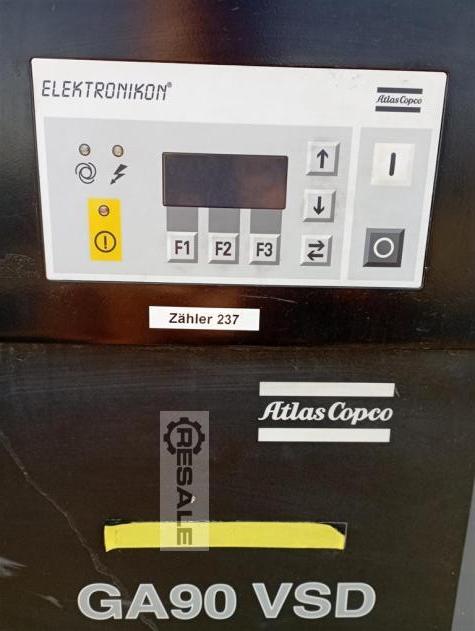 ELEKTRONIKON®
Atlas Copco
I
F1 F2 F3
O
Zähler 237
Atlas Copco
RESALE
GA90 VSD